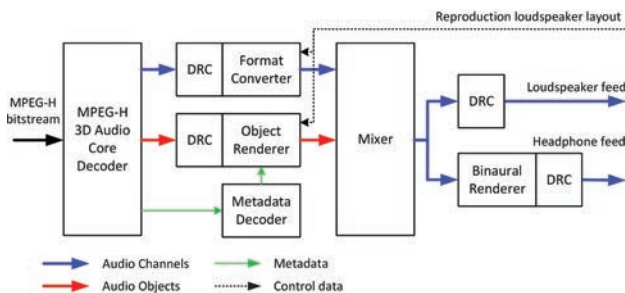 Reproduction loudspeaker layout
MPEG-H
bitstream
MPEG-H
3D Audio
Core
Decoder
DRC
Format
Converter
DRC
Object
Renderer
Metadata
Decoder
Mixer
DRC
Loudspeaker feed
Headphone feed
Binaural
Renderer
DRC
Audio Channels
Metadata
Audio Objects
Control data